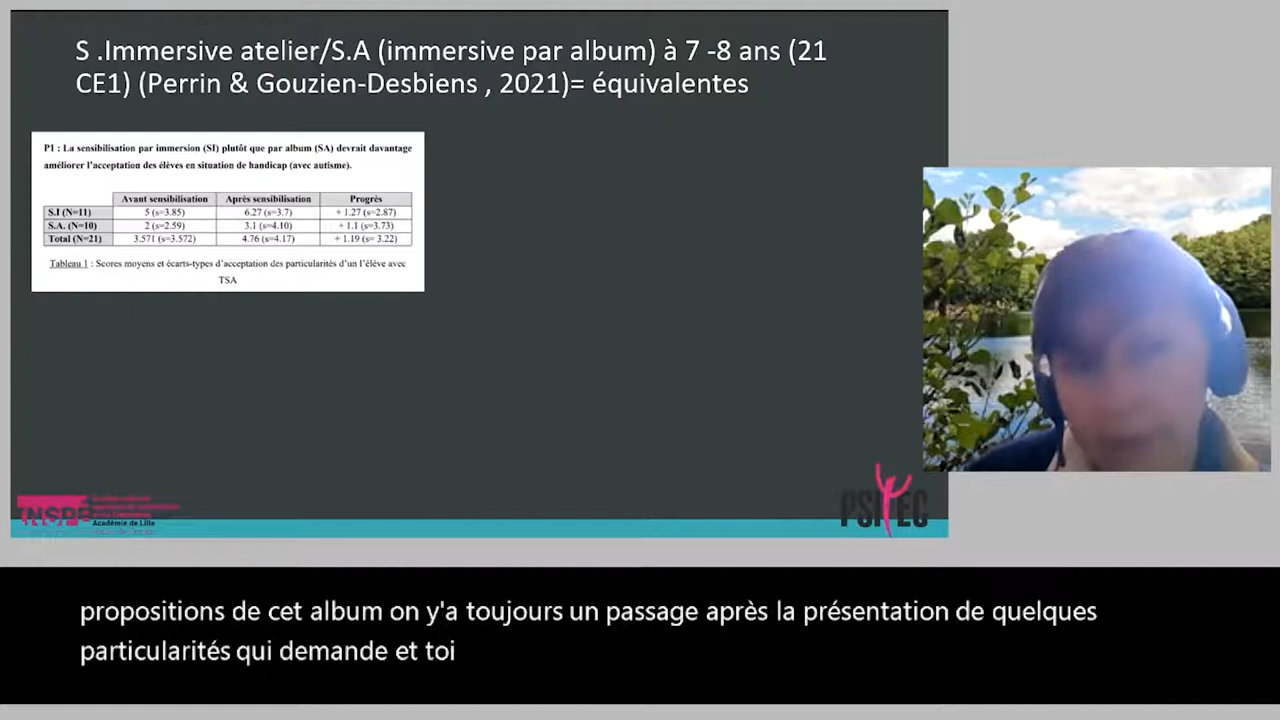 S .Immersive atelier/S.A (immersive par album) à 7 -8 ans (21
CE1) (Perrin & Gouzien-Desbiens , 2021)= équivalentes
P1 : La sensibilisation par immersion (SI) plutôt que par album (SA) devrait davantage
améliorer l'acceptation des élèves en situation de handicap (avec autisme).
Avant sensibilisation Après sensibilisation Progrès
S.I (N=11) 5 (s=3.85) 6.27 (s=3.7) + 1.27 (s=2.87)
S.A. (N=10) 2 (s=2.59) 3.1 (s=4.10) + 1.1 (s=3.73)
Total (N=21) 3.571 (s=3.572) 4.76 (s=4.17) + 1.19 (s= 3.22)
Tableau 1 : Scores moyens et écarts-types d'acceptation des particularités d'un l'élève avec
TSA
INSPÉ
Académie de Lille
PSITEC
propositions de cet album on y'a toujours un passage après la présentation de quelques
particularités qui demande et toi